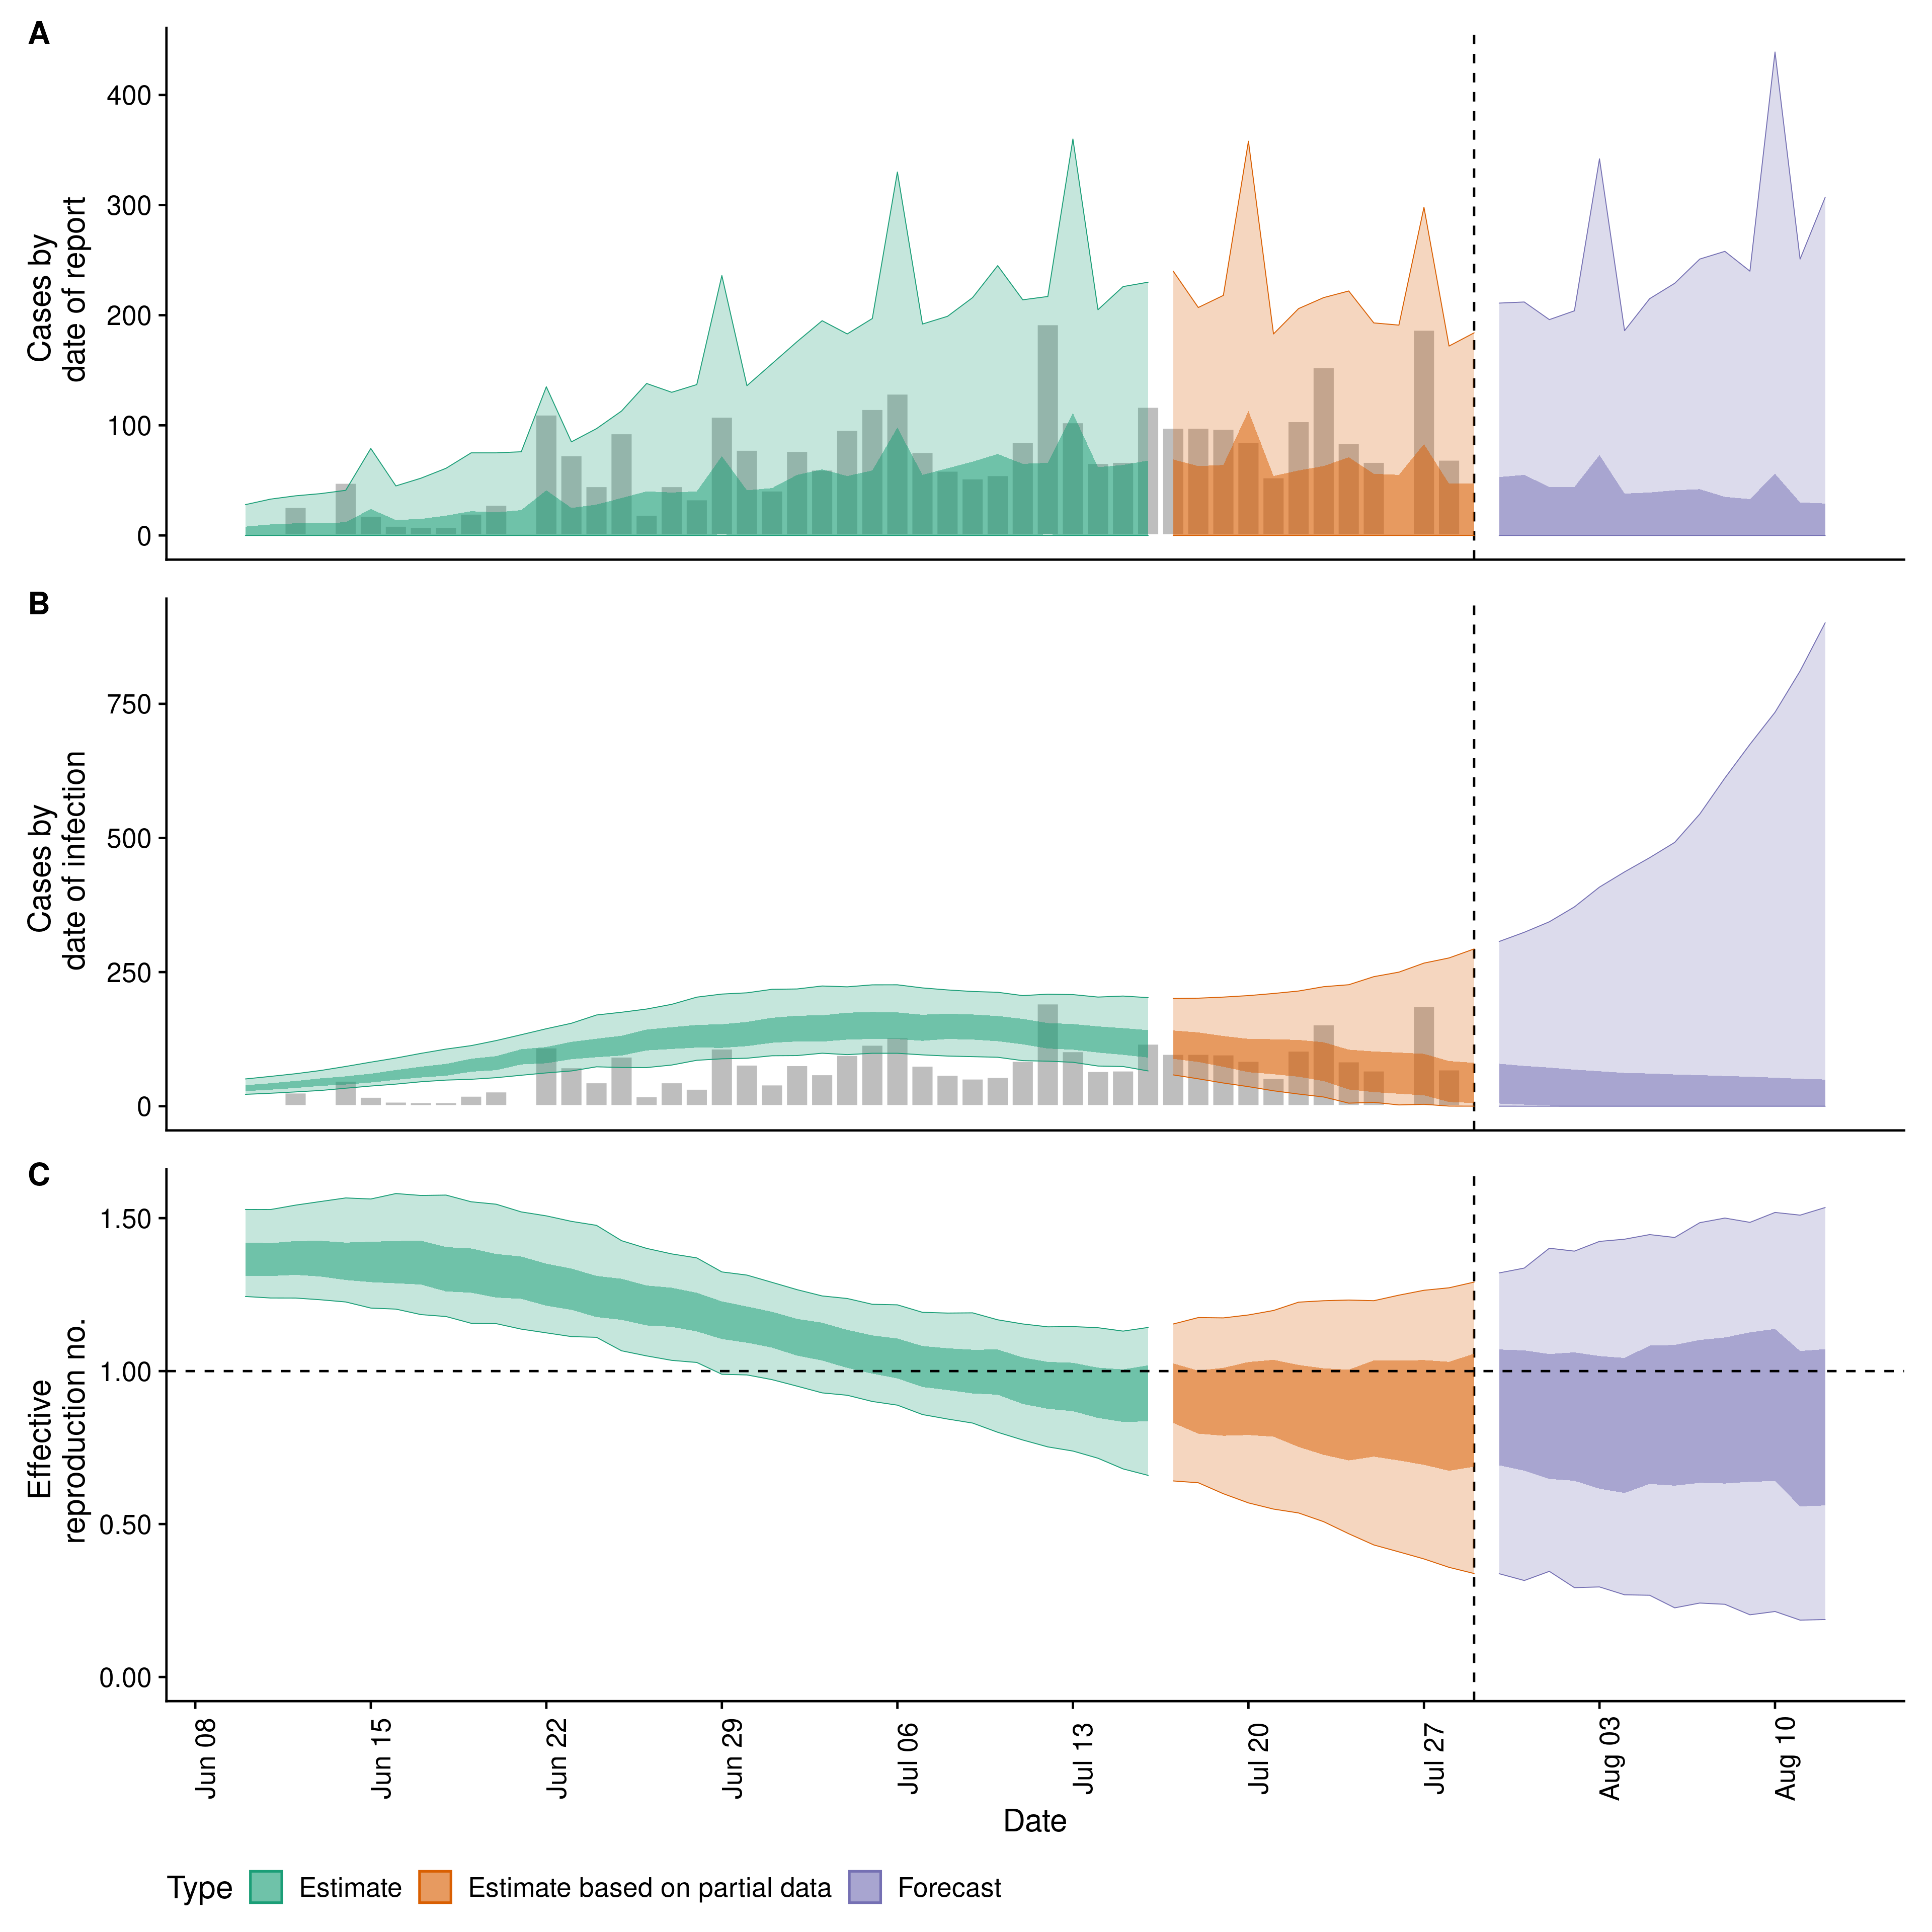 A
400
300
200
100
0
Cases by
date of report
B
750
500
250
0
Cases by
date of infection
C
1.50
1.00
0.50
0.00
Effective
reproduction no.
Jun 08
Jun 15
Jun 22
Jun 29
Jul 06
Jul 13
Jul 20
Jul 27
Aug 03
Aug 10
Date
Type Estimate Estimate based on partial data Forecast